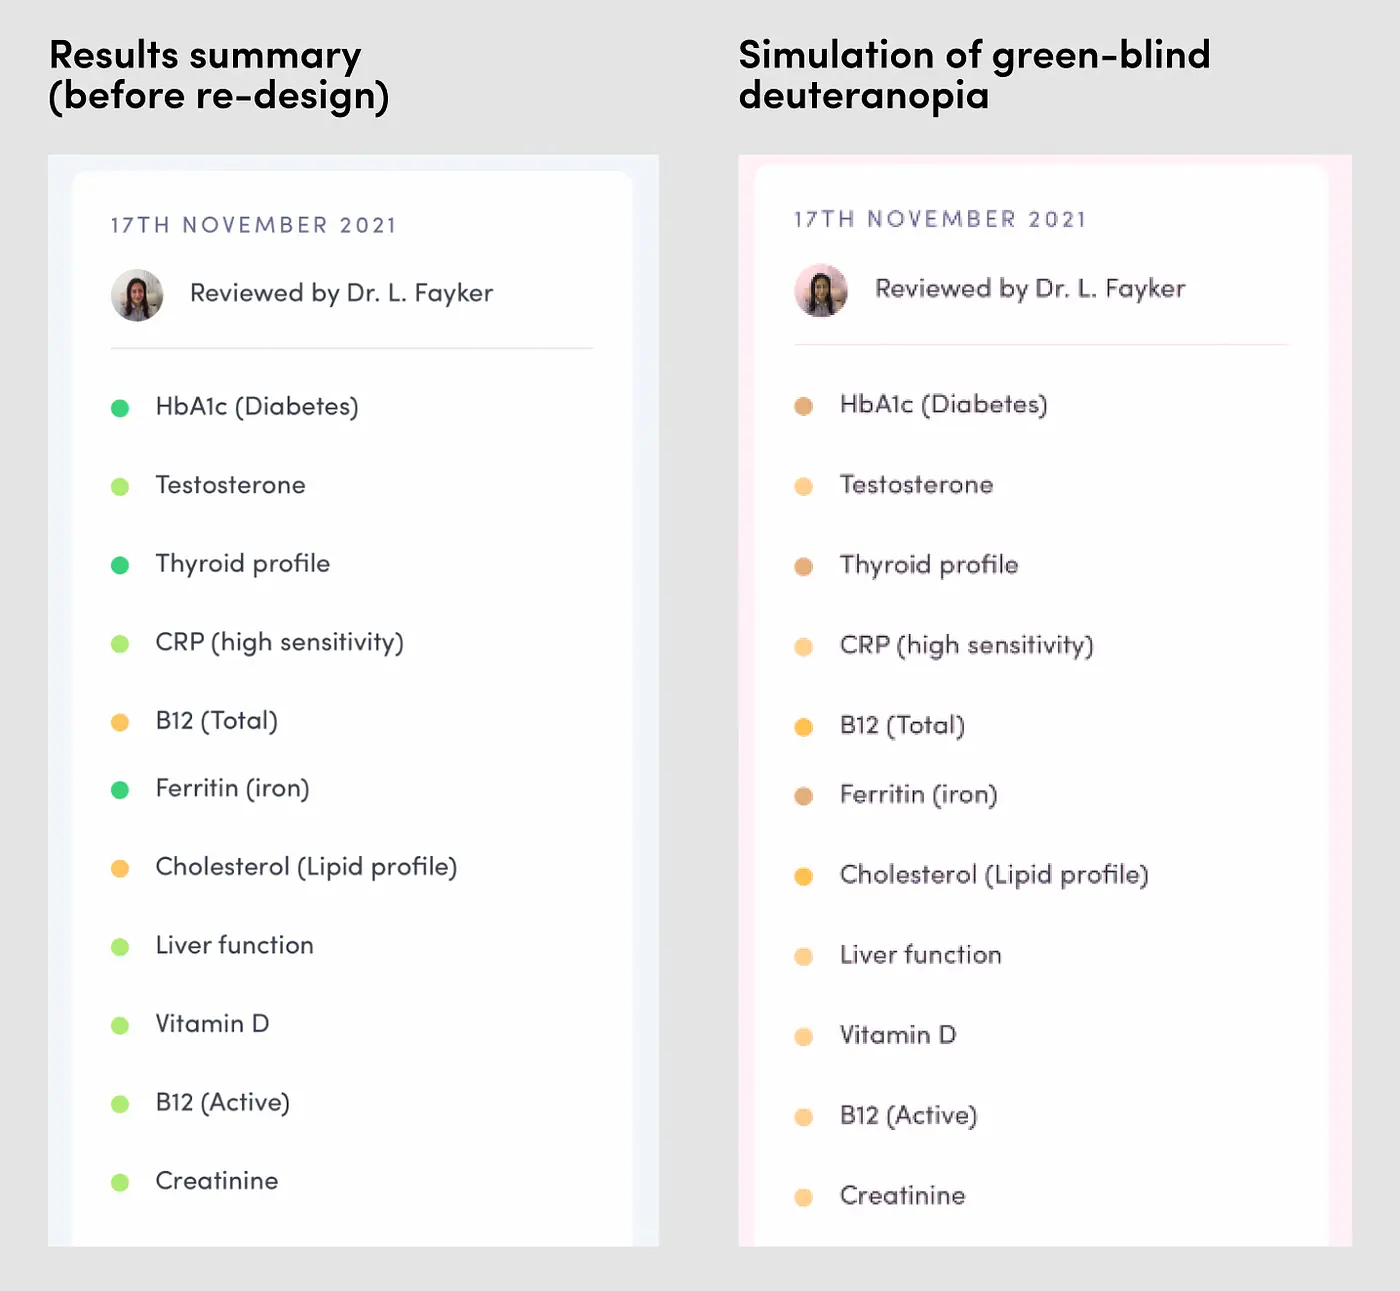 Results summary
(before re-design)
17TH NOVEMBER 2021
Reviewed by Dr. L. Fayker
HbA1c (Diabetes)
Testosterone
Thyroid profile
CRP (high sensitivity)
B12 (Total)
Ferritin (iron)
Cholesterol (Lipid profile)
Liver function
Vitamin D
B12 (Active)
Creatinine
Simulation of green-blind
deuteranopia
17TH NOVEMBER 2021
Reviewed by Dr. L. Fayker
HbA1c (Diabetes)
Testosterone
Thyroid profile
CRP (high sensitivity)
B12 (Total)
Ferritin (iron)
Cholesterol (Lipid profile)
Liver function
Vitamin D
B12 (Active)
Creatinine